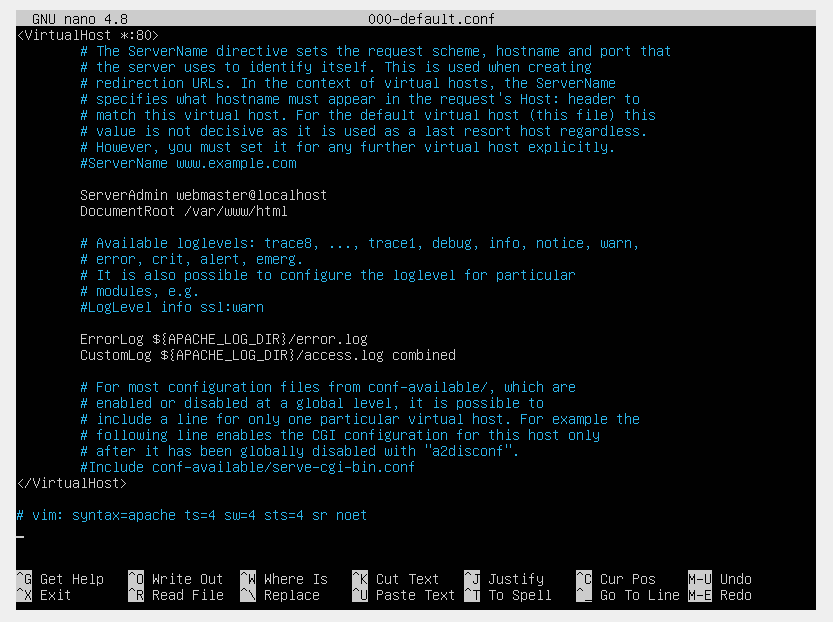 GNU nano 4.8 000-default.conf
<VirtualHost *:80>
# The ServerName directive sets the request scheme, hostname and port that
# the server uses to identify itself. This is used when creating
# redirection URLs. In the context of virtual hosts, the ServerName
# specifies what hostname must appear in the request's Host: header to
# match this virtual host. For the default virtual host (this file) this
# value is not decisive as it is used as a last resort host regardless.
# However, you must set it for any further virtual host explicitly.
#ServerName www.example.com
ServerAdmin webmaster@localhost
DocumentRoot /var/www/html
# Available loglevels: trace8, ..., trace1, debug, info, notice, warn,
# error, crit, alert, emerg.
# It is also possible to configure the loglevel for particular
# modules, e.g.
#LogLevel info ssl:warn
ErrorLog ${APACHE_LOG_DIR}/error.log
CustomLog ${APACHE_LOG_DIR}/access.log combined
# For most configuration files from conf-available/, which are
# enabled or disabled at a global level, it is possible to
# include a line for only one particular virtual host. For example the
# following line enables the CGI configuration for this host only
# after it has been globally disabled with "a2disconf".
#Include conf-available/serve-cgi-bin.conf
</VirtualHost>
# vim: syntax=apache ts=4 sw=4 sts=4 sr noet
^G Get Help ^O Write Out ^W Where Is ^K Cut Text ^J Justify ^C Cur Pos M-U Undo
^X Exit ^R Read File ^\ Replace ^U Paste Text ^T To Spell ^_ Go To Line M-E Redo